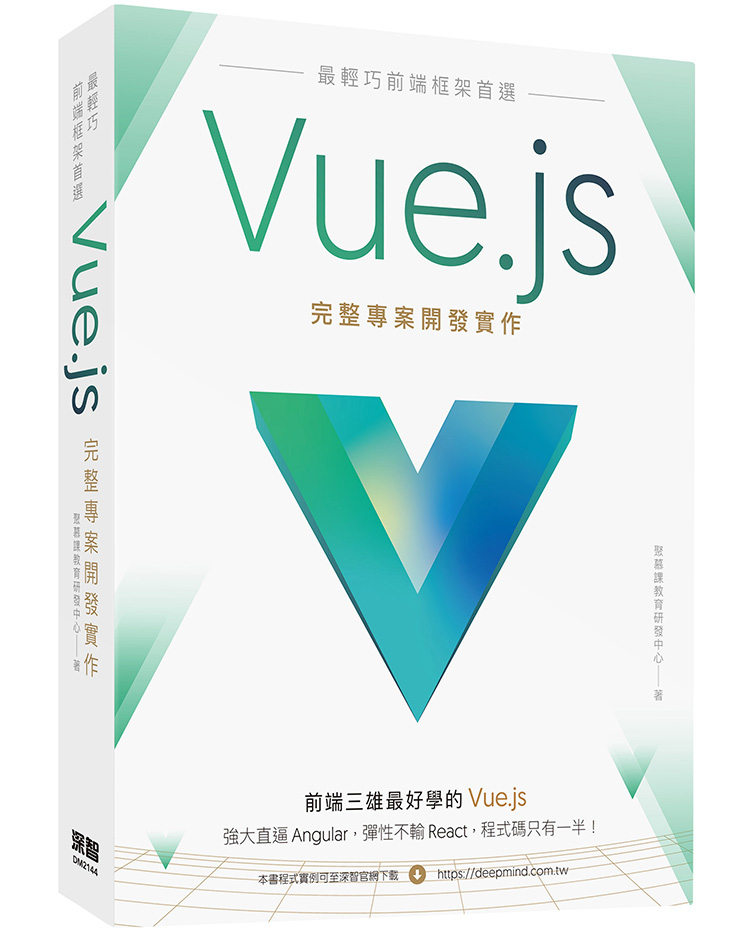 最輕巧前端框架首選
Vue.js
完整專案開發實作
聚慕課教育研發中心——著
前端三雄最好學的 Vue.js
強大直逼 Angular，彈性不輸 React，程式碼只有一半！
本書程式實例可至深智官網下載 https://deepmind.com.tw
最輕巧
前端框架首選
Vue.js
完整專案開發實作
聚慕課教育研發中心——著
深智
DM2144